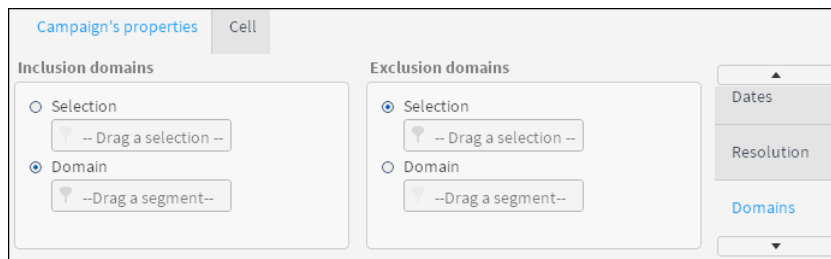 Campaign's properties Cell
Inclusion domains
Selection
-- Drag a selection --
Domain
--Drag a segment--
Exclusion domains
Selection
-- Drag a selection --
Domain
--Drag a segment--
Dates
Resolution
Domains